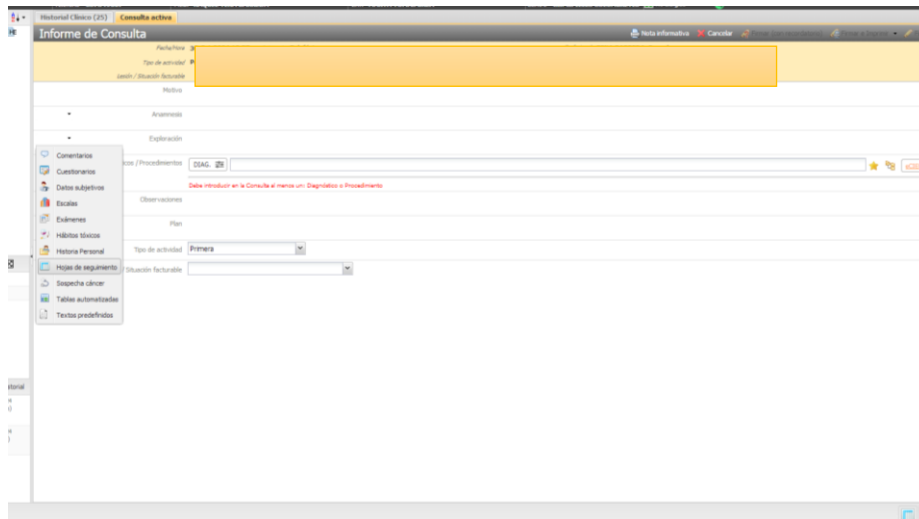 Historial Clínico (25) Consulta activa
Informe de Consulta
Nota informativa Cancelar
Fecha/Hora
Tipo de actividad
Lesión / Situación facturable
Motivo
Anamnesis
Exploración
Comentarios
/ Procedimientos DIAG.
Cuestionarios
Datos subjetivos
Debe introducir en la Consulta al menos un: Diagnóstico o Procedimiento
Escalas
Observaciones
Exámenes
Plan
Hábitos tóxicos
Historia Personal
Tipo de actividad Primera
Hojas de seguimiento
/ Situación facturable
Sospecha cáncer
Tablas automatizadas
Textos predefinidos